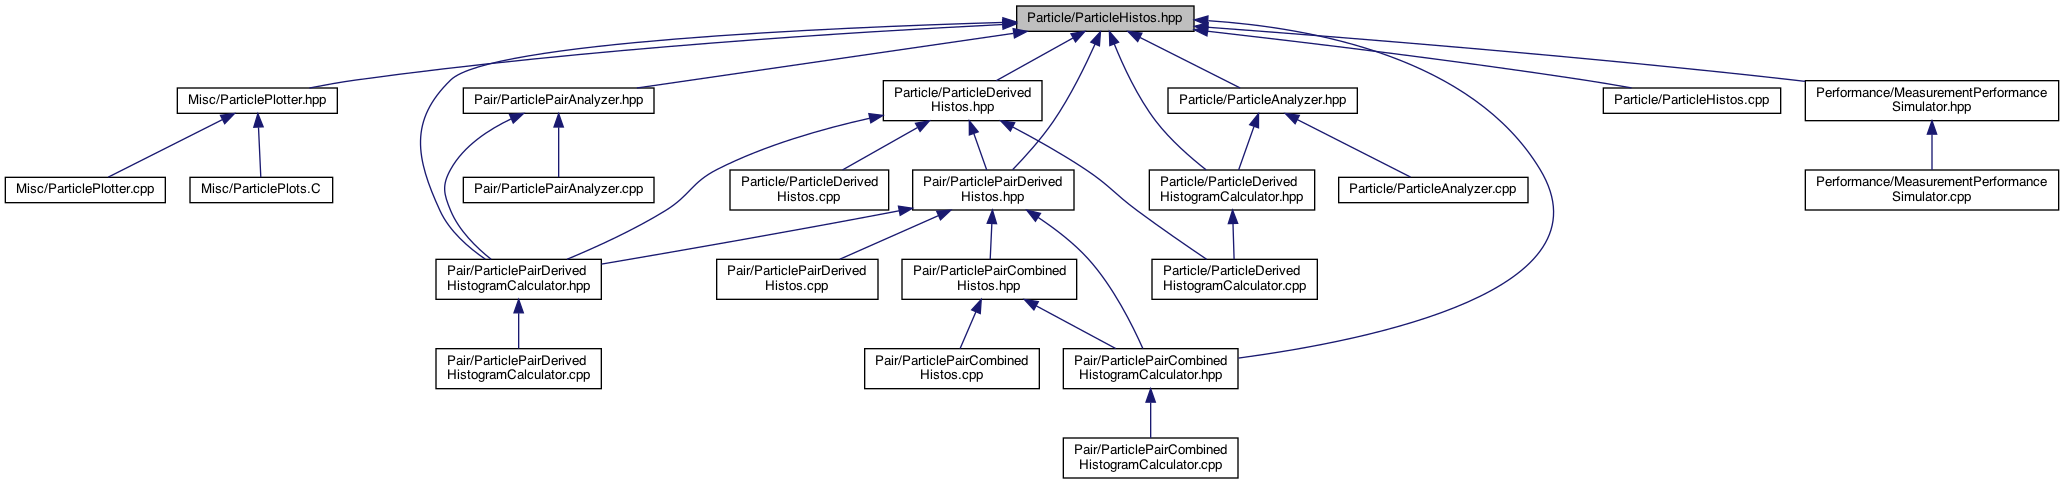 Particle/ParticleHistos.hpp
Misc/ParticlePlotter.hpp
Pair/ParticlePairAnalyzer.hpp
Particle/ParticleDerived
Histos.hpp
Particle/ParticleAnalyzer.hpp
Particle/ParticleHistos.cpp
Performance/MeasurementPerformance
Simulator.hpp
Misc/ParticlePlotter.cpp
Misc/ParticlePlots.C
Pair/ParticlePairAnalyzer.cpp
Particle/ParticleDerived
Histos.cpp
Pair/ParticlePairDerived
Histos.hpp
Particle/ParticleDerived
HistogramCalculator.hpp
Particle/ParticleAnalyzer.cpp
Performance/MeasurementPerformance
Simulator.cpp
Pair/ParticlePairDerived
HistogramCalculator.hpp
Pair/ParticlePairDerived
Histos.cpp
Pair/ParticlePairCombined
Histos.hpp
Particle/ParticleDerived
HistogramCalculator.cpp
Pair/ParticlePairDerived
HistogramCalculator.cpp
Pair/ParticlePairCombined
Histos.cpp
Pair/ParticlePairCombined
HistogramCalculator.hpp
Pair/ParticlePairCombined
HistogramCalculator.cpp